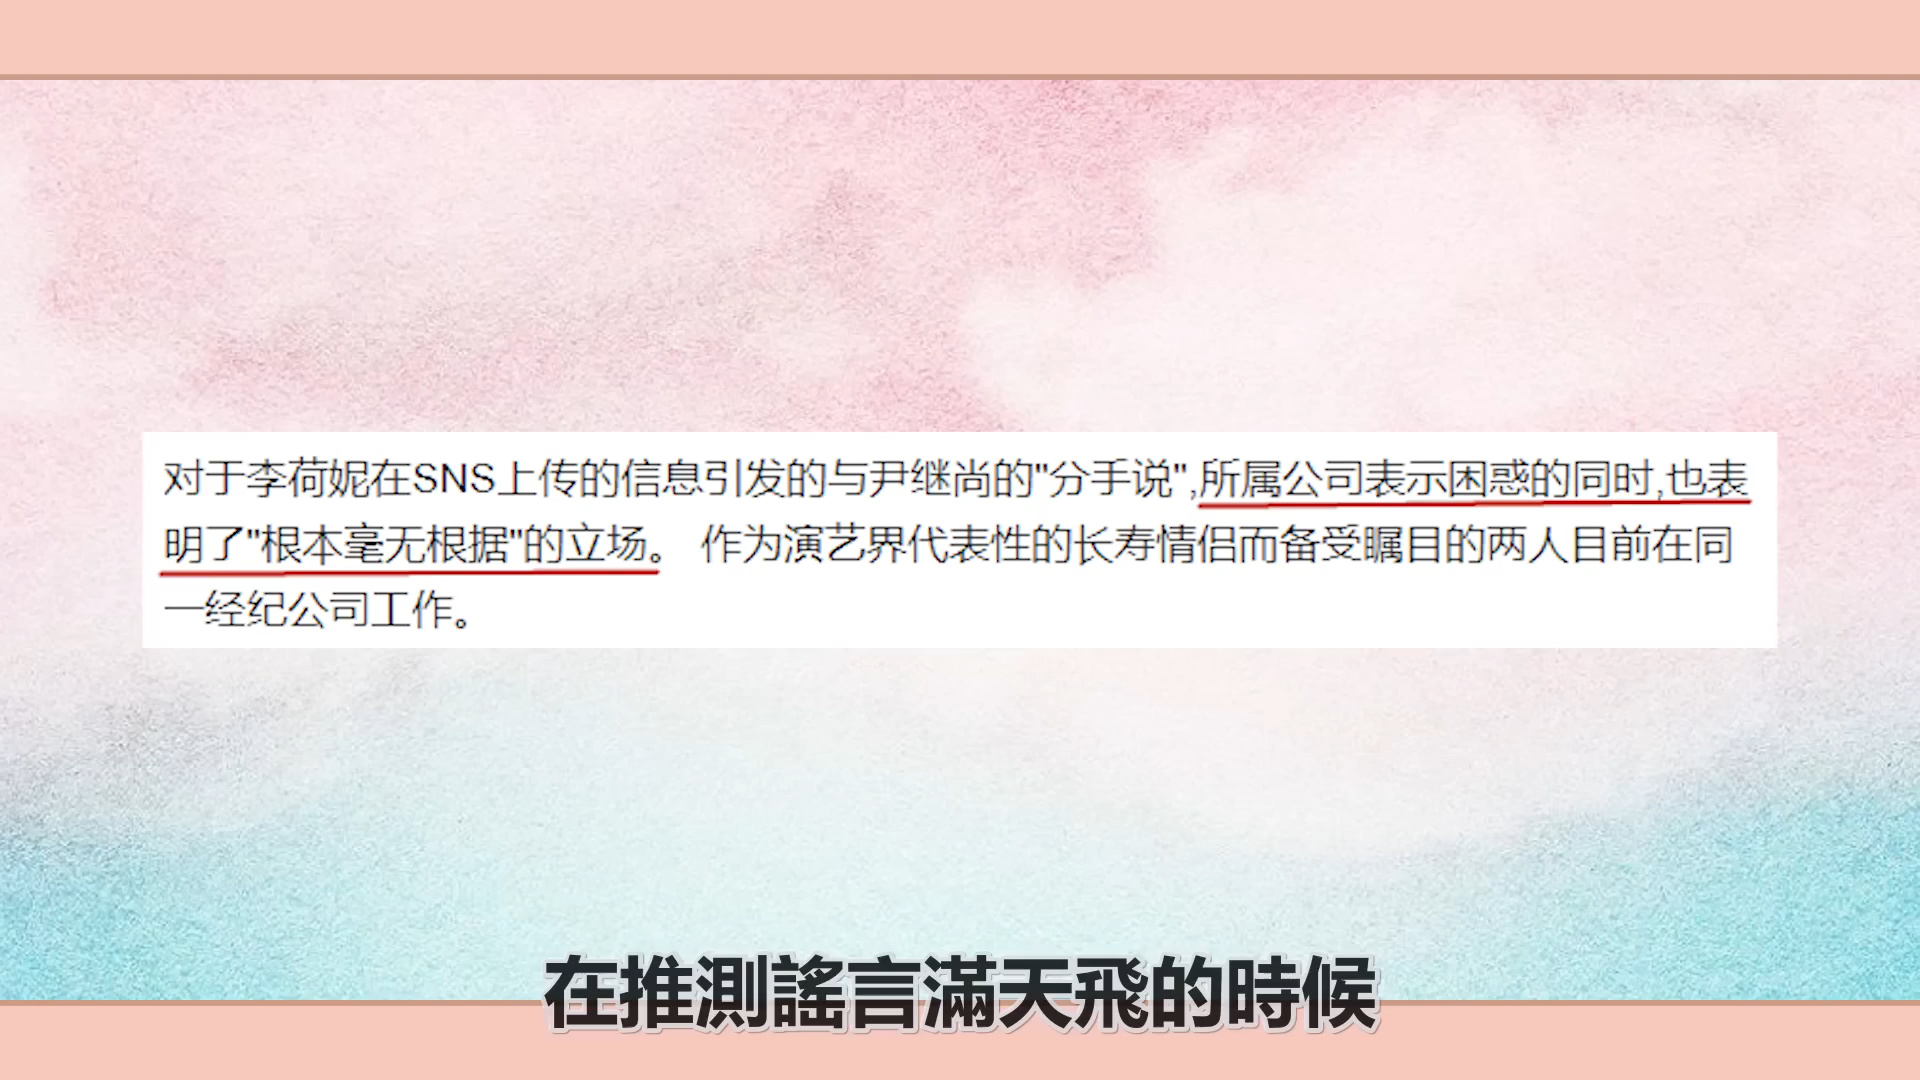 对于李荷妮在SNS上传的信息引发的与尹继尚的"分手说",所属公司表示困惑的同时,也表
明了"根本毫无根据"的立场。 作为演艺界代表性的长寿情侣而备受瞩目的两人目前在同
一经纪公司工作。
在推測謠言滿天飛的時候